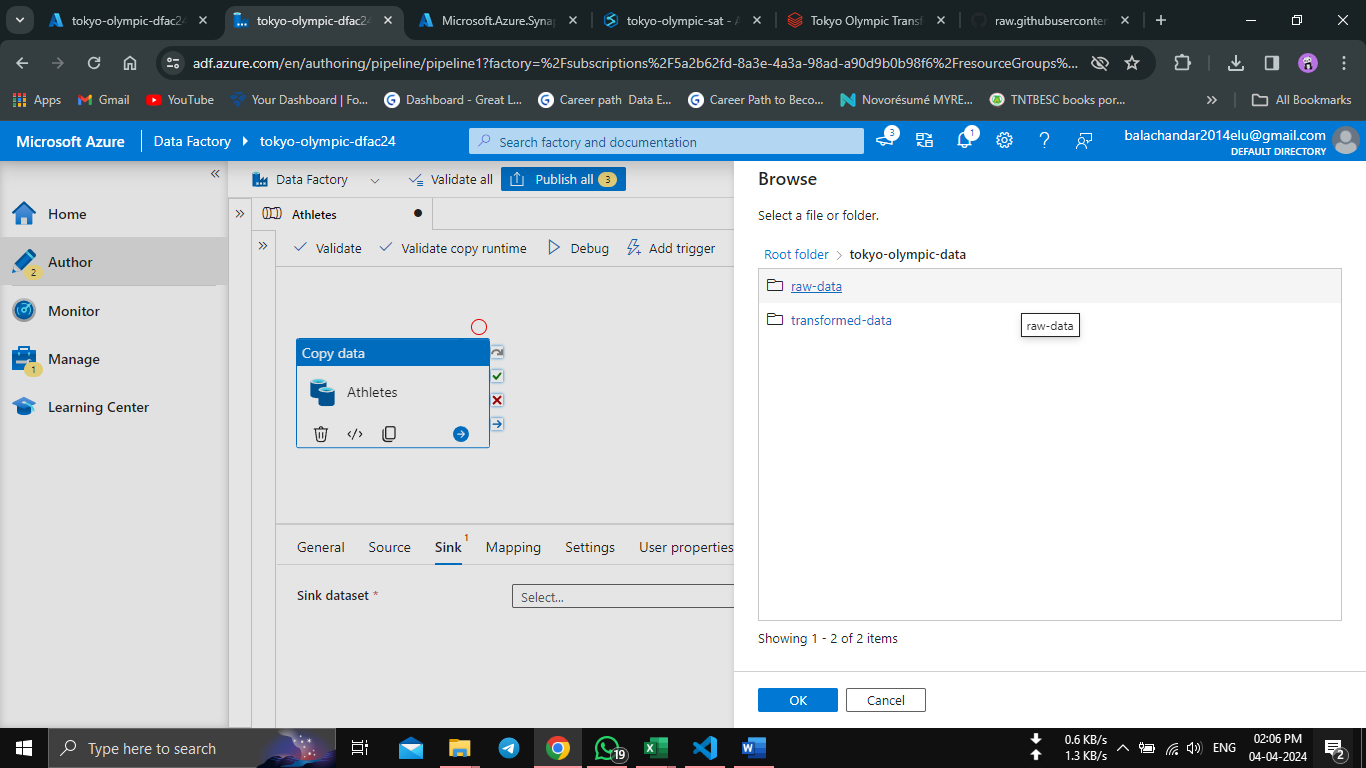 tokyo-olympic-dfac24
tokyo-olympic-dfac24
Microsoft.Azure.Syna
tokyo-olympic-sat - A
Tokyo Olympic Transf
raw.githubuserconten
adf.azure.com/en/authoring/pipeline/pipeline1?factory=%2Fsubscriptions%2F5a2b62fd-8a3e-4a3a-98ad-a90d9b0b98f6%2FresourceGroups%...
Apps
Gmail
YouTube
Your Dashboard | Fo...
Dashboard - Great L...
Career path Data E...
Career Path to Beco...
Novorésumé MYRE...
TNTBESC books por...
»
All Bookmarks
Microsoft Azure
Data Factory
tokyo-olympic-dfac24
Search factory and documentation
3
1
balachandar2014elu@gmail.com
DEFAULT DIRECTORY
Home
Author
2
Monitor
Manage
1
Learning Center
Data Factory
Validate all
Publish all 3
Athletes
Validate
Validate copy runtime
Debug
Add trigger
Copy data
Athletes
General
Source
Sink 1
Mapping
Settings
User properties
Sink dataset *
Select...
Browse
Select a file or folder.
Root folder > tokyo-olympic-data
raw-data
transformed-data
raw-data
Showing 1 - 2 of 2 items
OK
Cancel
Type here to search
19
0.6 KB/s
1.3 KB/s
ENG
02:06 PM
04-04-2024
2